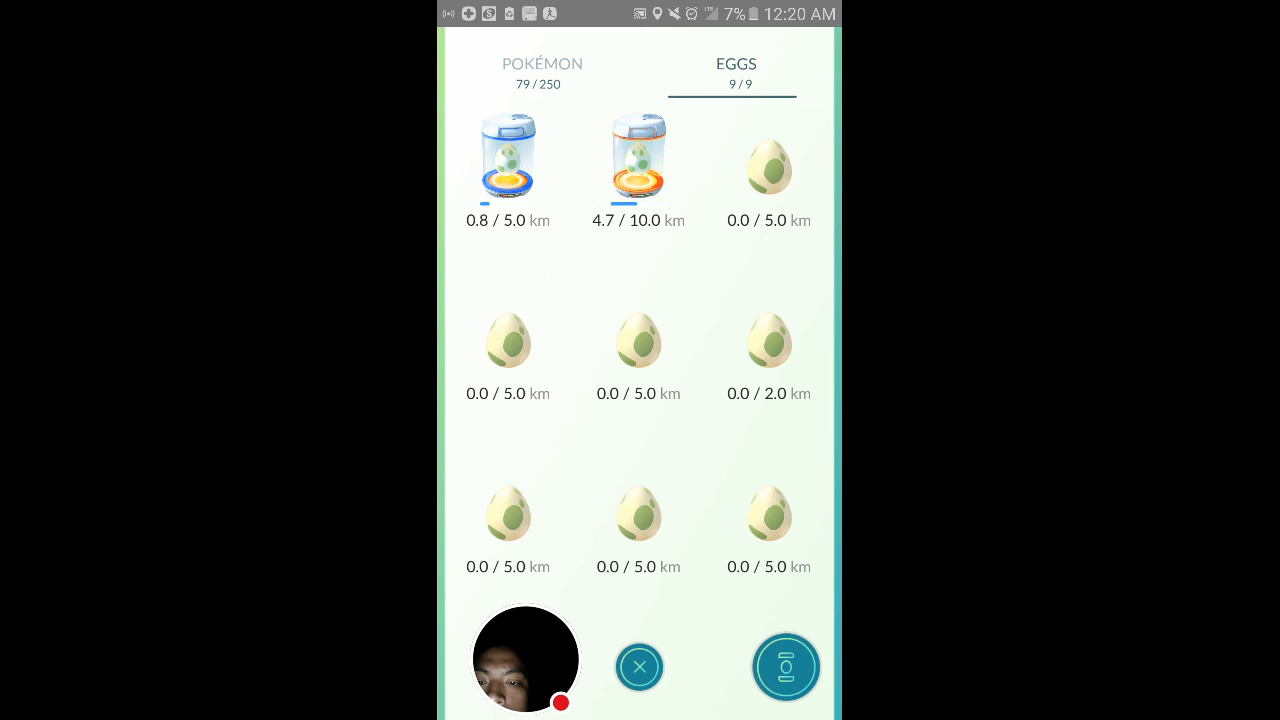 LTE 7% 12:20 AM
POKÉMON EGGS
79 / 250 9 / 9
0.8 / 5.0 km 4.7 / 10.0 km 0.0 / 5.0 km
0.0 / 5.0 km 0.0 / 5.0 km 0.0 / 2.0 km
0.0 / 5.0 km 0.0 / 5.0 km 0.0 / 5.0 km